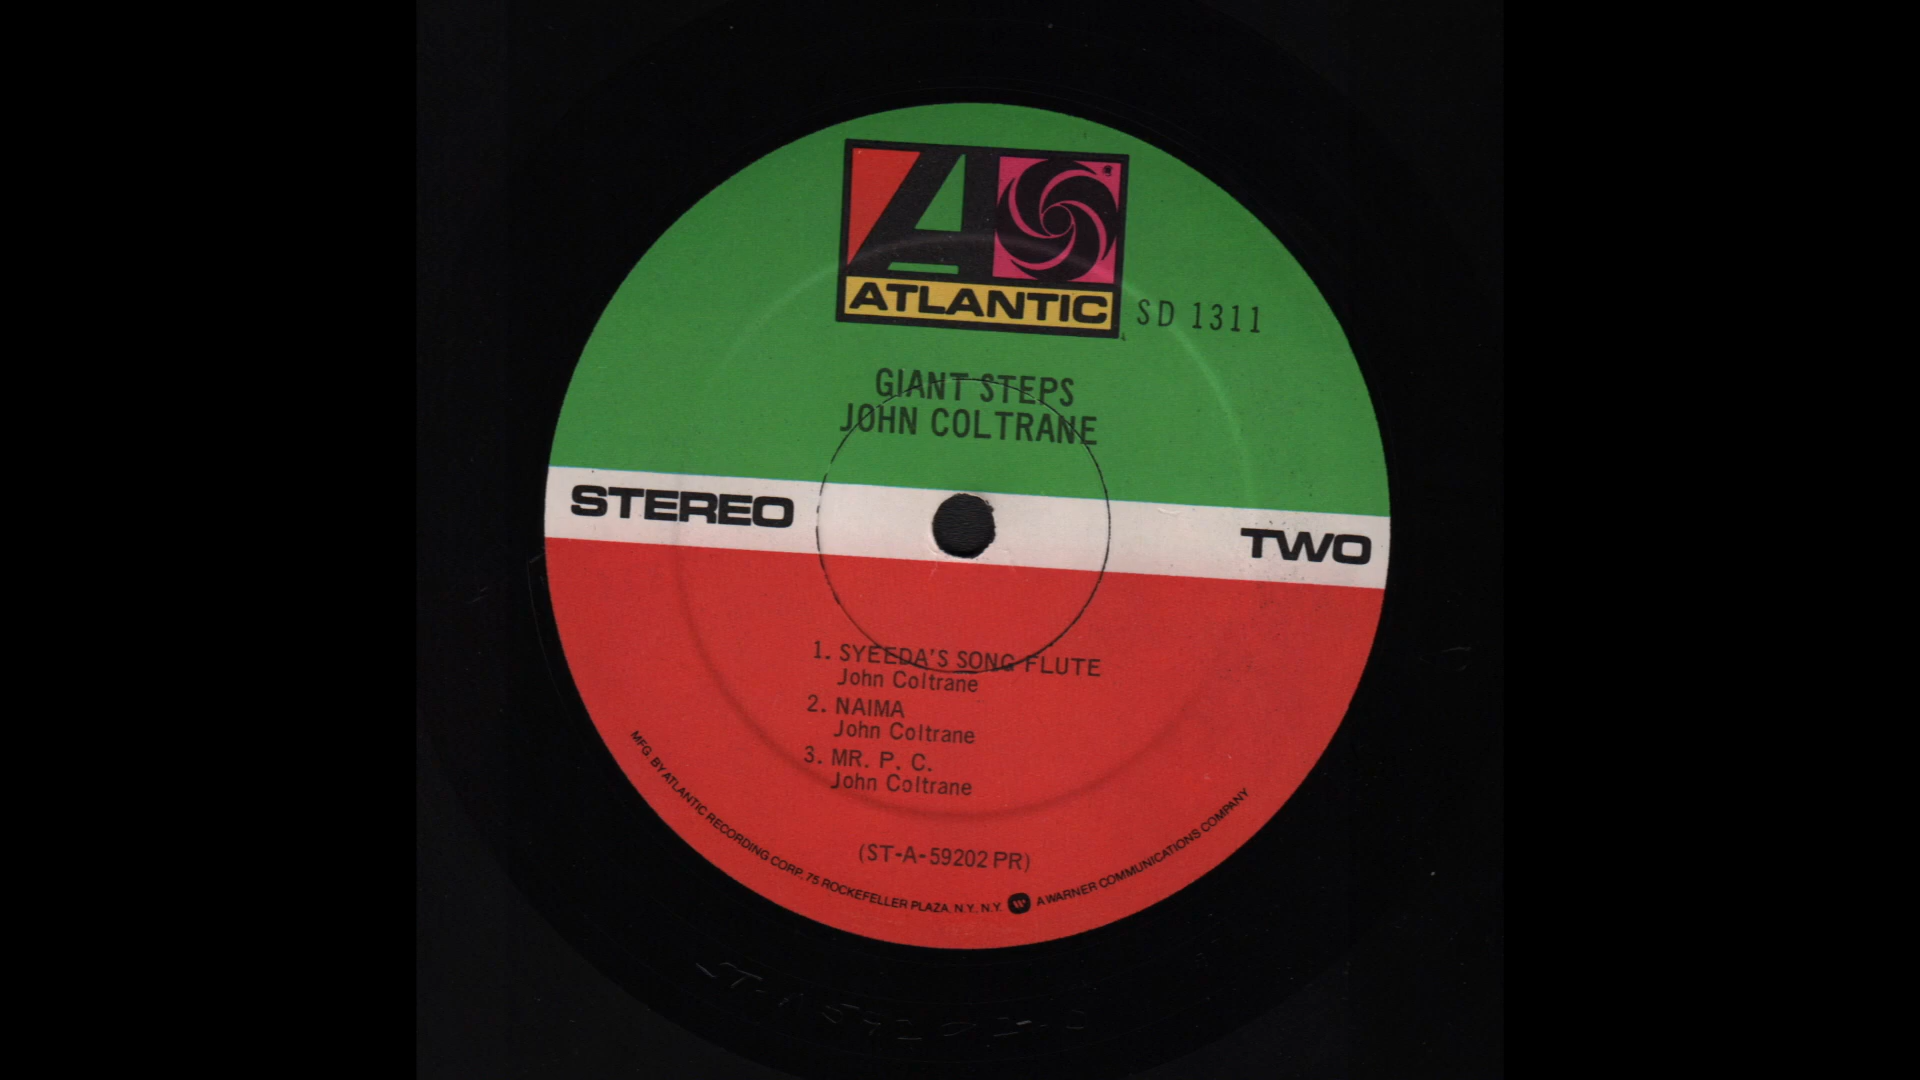 ATLANTIC
SD 1311
GIANT STEPS
JOHN COLTRANE
STEREO
TWO
1. SYEEDA'S SONG FLUTE
John Coltrane
2. NAIMA
John Coltrane
3. MR. P. C.
John Coltrane
(ST-A-59202 PR)
MFG. BY ATLANTIC RECORDING CORP. 75 ROCKEFELLER PLAZA, N.Y. N.Y. A WARNER COMMUNICATIONS COMPANY